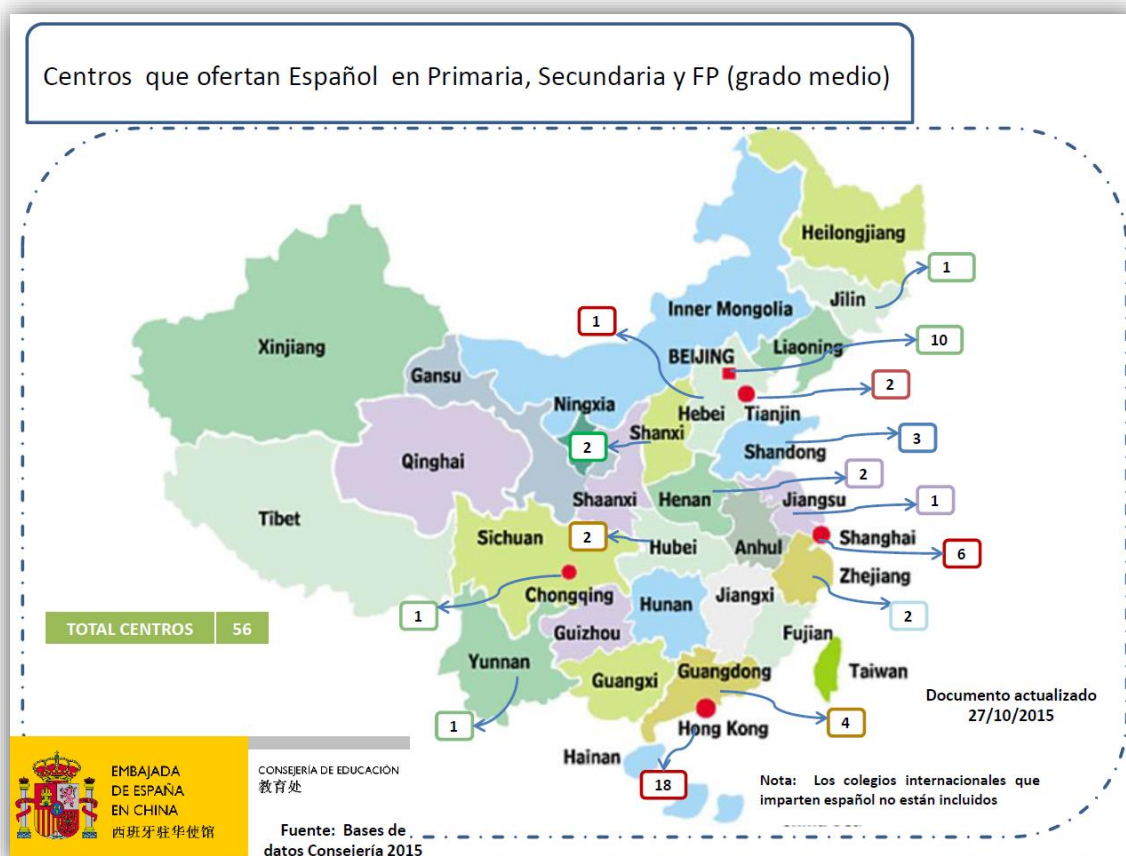 Centros que ofertan Español en Primaria, Secundaria y FP (grado medio)
Heilongjiang
1
Jilin
Inner Mongolia
1
Xinjiang
BEIJING
Liaoning
10
Gansu
2
Ningxia
Hebei
Tianjin
Shanxi
3
2
Shandong
Qinghai
2
Shaanxi
Henan
Jiangsu
1
Tibet
Sichuan
2
Hubei
Anhul
Shanghai
6
Zhejiang
Chongqing
Hunan
Jiangxi
1
2
TOTAL CENTROS 56
Guizhou
Fujian
Yunnan
Guangxi
Guangdong
Taiwan
Documento actualizado
27/10/2015
1
4
Hong Kong
Hainan
18
Nota: Los colegios internacionales que
imparten español no están incluidos
EMBAJADA
DE ESPAÑA
EN CHINA
西班牙驻华使馆
CONSEJERÍA DE EDUCACIÓN
教育处
Fuente: Bases de
datos Consejería 2015